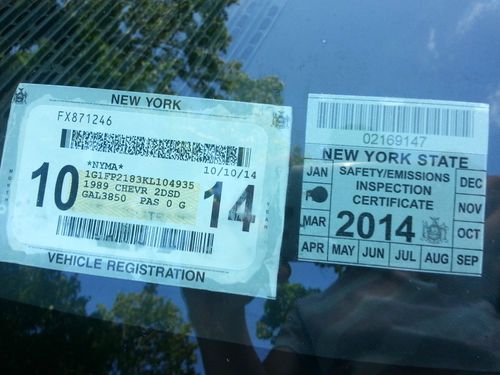 NEW YORK
FX871246
*NYMA*
10/10/14
1G1FP2183KL104935
1989 CHEVR 2DSD
GAL3850 PAS 0 G
10
14
VEHICLE REGISTRATION
02169147
NEW YORK STATE
SAFETY/EMISSIONS
INSPECTION
CERTIFICATE
2014
JAN
MAR
APR MAY JUN JUL AUG SEP
OCT
NOV
DEC